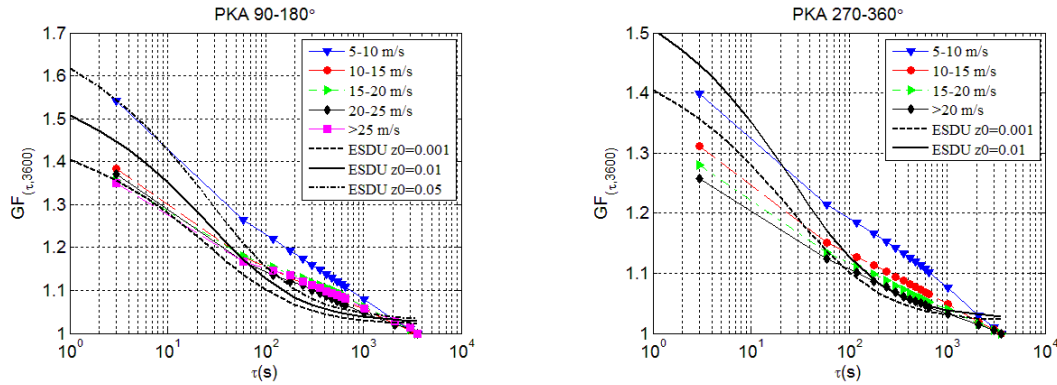 PKA 90-180°
GF(τ,3600)
1.7
1.6
1.5
1.4
1.3
1.2
1.1
1
10^0
10^1
10^2
10^3
10^4
τ(s)
5-10 m/s
10-15 m/s
15-20 m/s
20-25 m/s
>25 m/s
ESDU z0=0.001
ESDU z0=0.01
ESDU z0=0.05
PKA 270-360°
GF(τ,3600)
1.5
1.4
1.3
1.2
1.1
1
10^0
10^1
10^2
10^3
10^4
τ(s)
5-10 m/s
10-15 m/s
15-20 m/s
>20 m/s
ESDU z0=0.001
ESDU z0=0.01